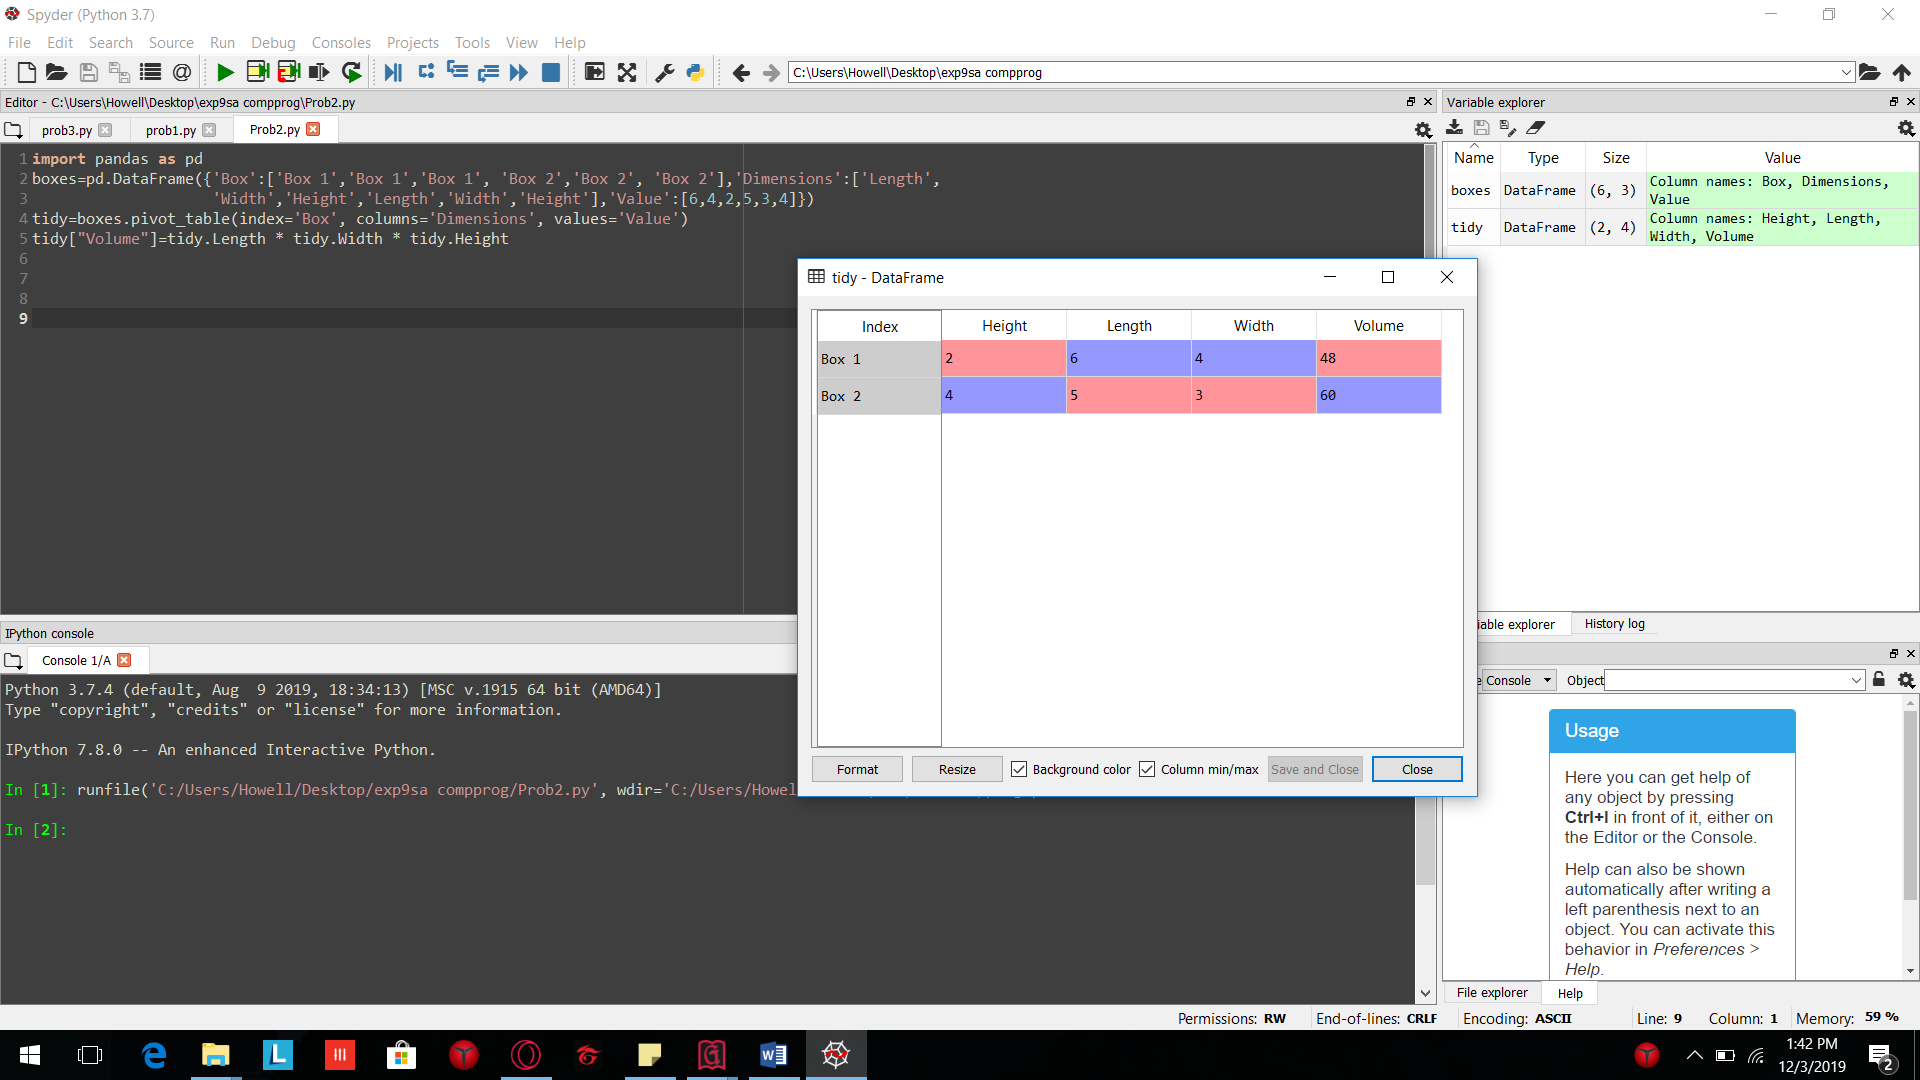 Spyder (Python 3.7)
File Edit Search Source Run Debug Consoles Projects Tools View Help
C:\Users\Howell\Desktop\exp9sa compprog
Editor - C:\Users\Howell\Desktop\exp9sa compprog\Prob2.py
prob3.py prob1.py Prob2.py
1 import pandas as pd
2 boxes=pd.DataFrame({'Box':['Box 1','Box 1','Box 1', 'Box 2','Box 2', 'Box 2'],'Dimensions':['Length',
3 'Width','Height','Length','Width','Height'],'Value':[6,4,2,5,3,4]})
4 tidy=boxes.pivot_table(index='Box', columns='Dimensions', values='Value')
5 tidy["Volume"]=tidy.Length * tidy.Width * tidy.Height
6
7
8
9
Variable explorer
Name Type Size Value
boxes DataFrame (6, 3) Column names: Box, Dimensions,
Value
tidy DataFrame (2, 4) Column names: Height, Length,
Width, Volume
tidy - DataFrame
Index Height Length Width Volume
Box 1 2 6 4 48
Box 2 4 5 3 60
Format Resize Background color Column min/max Save and Close Close
iable explorer History log
IPython console
Console 1/A
Python 3.7.4 (default, Aug 9 2019, 18:34:13) [MSC v.1915 64 bit (AMD64)]
Type "copyright", "credits" or "license" for more information.
IPython 7.8.0 -- An enhanced Interactive Python.
In [1]: runfile('C:/Users/Howell/Desktop/exp9sa compprog/Prob2.py', wdir='C:/Users/Howel
In [2]:
e Console Object
Usage
Here you can get help of
any object by pressing
Ctrl+I in front of it, either on
the Editor or the Console.
Help can also be shown
automatically after writing a
left parenthesis next to an
object. You can activate this
behavior in Preferences >
Help.
File explorer Help
Permissions: RW End-of-lines: CRLF Encoding: ASCII Line: 9 Column: 1 Memory: 59 %
1:42 PM
12/3/2019
2